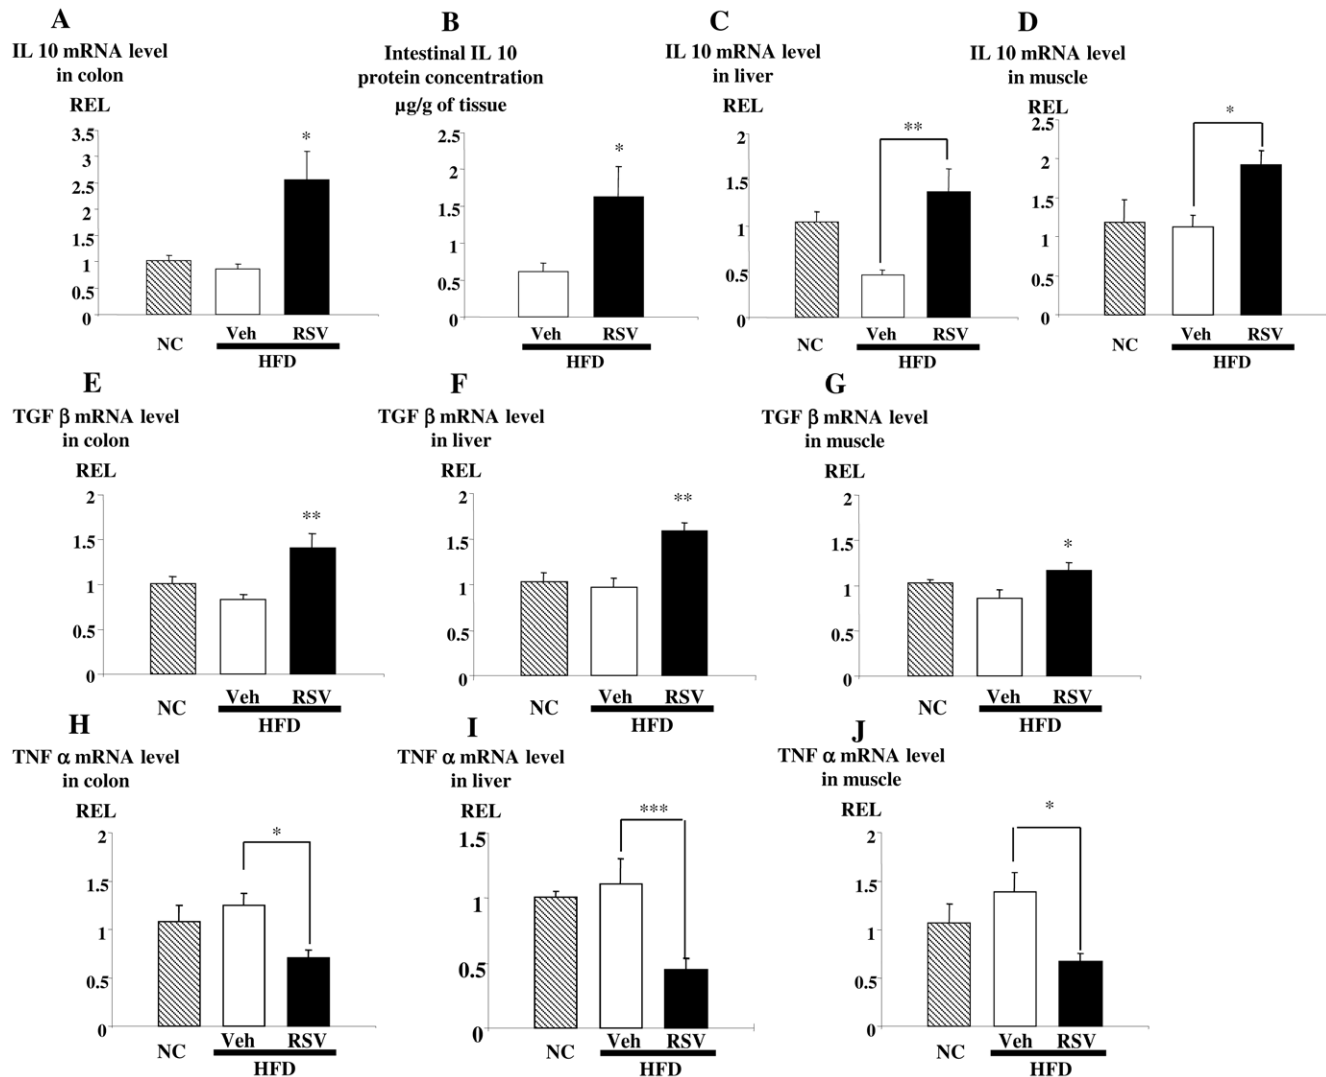 A
IL 10 mRNA level
in colon
REL
3.5
3
2.5
2
1.5
1
0.5
0
*
NC
Veh
RSV
HFD
B
Intestinal IL 10
protein concentration
µg/g of tissue
2.5
2
1.5
1
0.5
0
*
Veh
RSV
HFD
C
IL 10 mRNA level
in liver
REL
2
1.5
1
0.5
0
**
NC
Veh
RSV
HFD
D
IL 10 mRNA level
in muscle
REL
2.5
2
1.5
1
0.5
0
*
NC
Veh
RSV
HFD
E
TGF β mRNA level
in colon
REL
2
1.5
1
0.5
0
**
NC
Veh
RSV
HFD
F
TGF β mRNA level
in liver
REL
2
1.5
1
0.5
0
**
NC
Veh
RSV
HFD
G
TGF β mRNA level
in muscle
REL
2
1.5
1
0.5
0
*
NC
Veh
RSV
HFD
H
TNF α mRNA level
in colon
REL
2
1.5
1
0.5
0
*
NC
Veh
RSV
HFD
I
TNF α mRNA level
in liver
REL
1.5
1
0.5
0
***
NC
Veh
RSV
HFD
J
TNF α mRNA level
in muscle
REL
2
1.5
1
0.5
0
*
NC
Veh
RSV
HFD